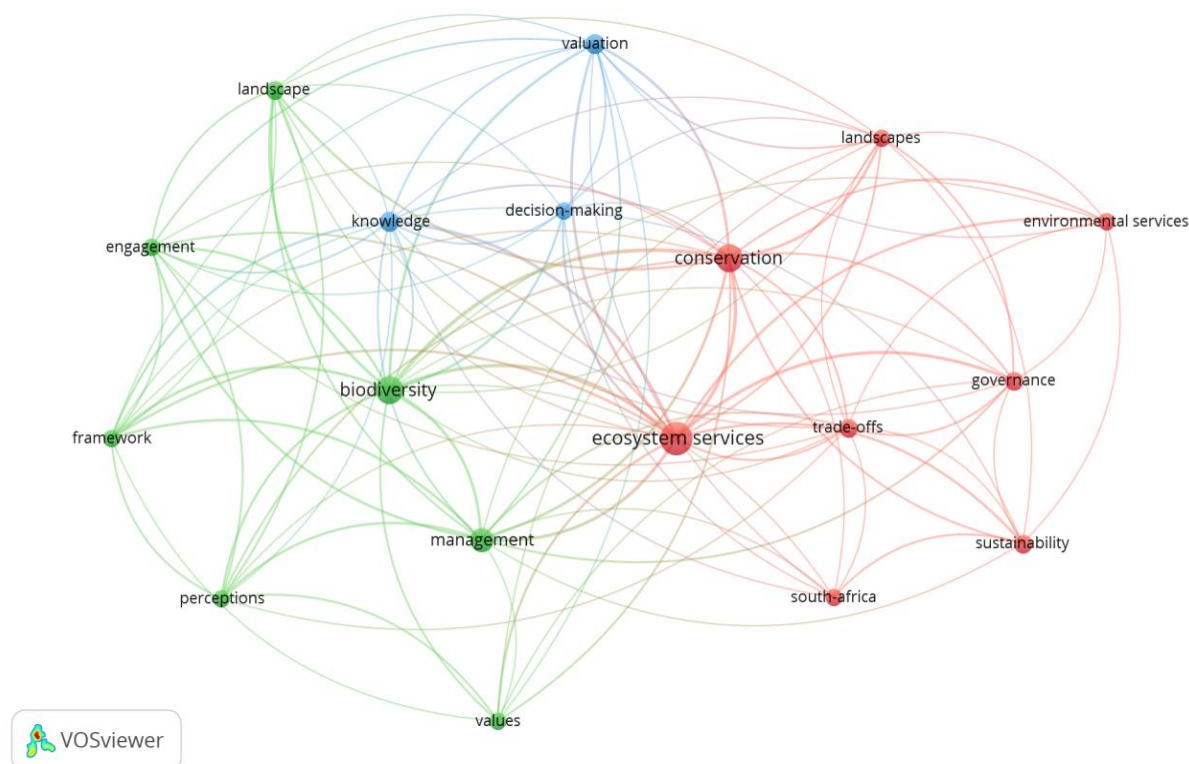 valuation
landscape
landscapes
decision-making
knowledge
environmental services
engagement
conservation
biodiversity
governance
framework
ecosystem services
trade-offs
management
sustainability
perceptions
south-africa
values
VOSviewer